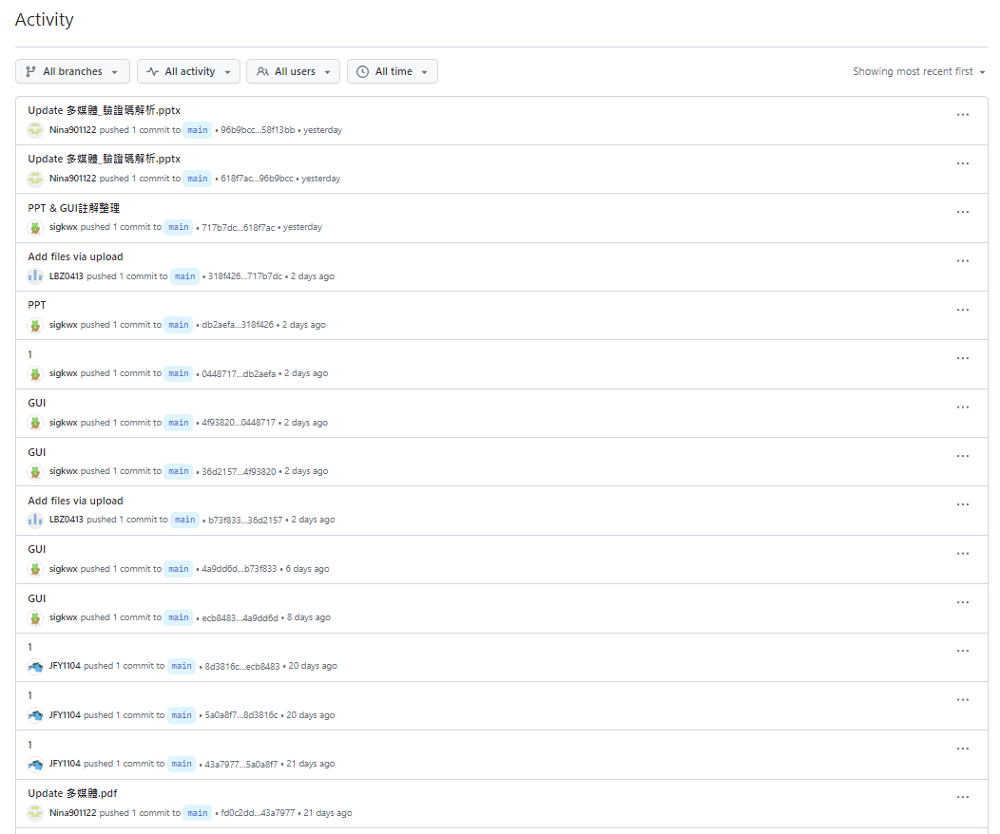 Activity
All branches All activity All users All time Showing most recent first
Update 多媒體_驗證碼解析.pptx
Nina901122 pushed 1 commit to main • 96b9bcc...58f13bb • yesterday
Update 多媒體_驗證碼解析.pptx
Nina901122 pushed 1 commit to main • 618f7ac...96b9bcc • yesterday
PPT & GUI註解整理
sigkwx pushed 1 commit to main • 717b7dc...618f7ac • yesterday
Add files via upload
LBZ0413 pushed 1 commit to main • 318f426...717b7dc • 2 days ago
PPT
sigkwx pushed 1 commit to main • db2aefa...318f426 • 2 days ago
1
sigkwx pushed 1 commit to main • 0448717...db2aefa • 2 days ago
GUI
sigkwx pushed 1 commit to main • 4f93820...0448717 • 2 days ago
GUI
sigkwx pushed 1 commit to main • 36d2157...4f93820 • 2 days ago
Add files via upload
LBZ0413 pushed 1 commit to main • b73f833...36d2157 • 2 days ago
GUI
sigkwx pushed 1 commit to main • 4a9dd6d...b73f833 • 6 days ago
GUI
sigkwx pushed 1 commit to main • ecb8483...4a9dd6d • 8 days ago
1
JFY1104 pushed 1 commit to main • 8d3816c...ecb8483 • 20 days ago
1
JFY1104 pushed 1 commit to main • 5a0a8f7...8d3816c • 20 days ago
1
JFY1104 pushed 1 commit to main • 43a7977...5a0a8f7 • 21 days ago
Update 多媒體.pdf
Nina901122 pushed 1 commit to main • fd0c2dd...43a7977 • 21 days ago